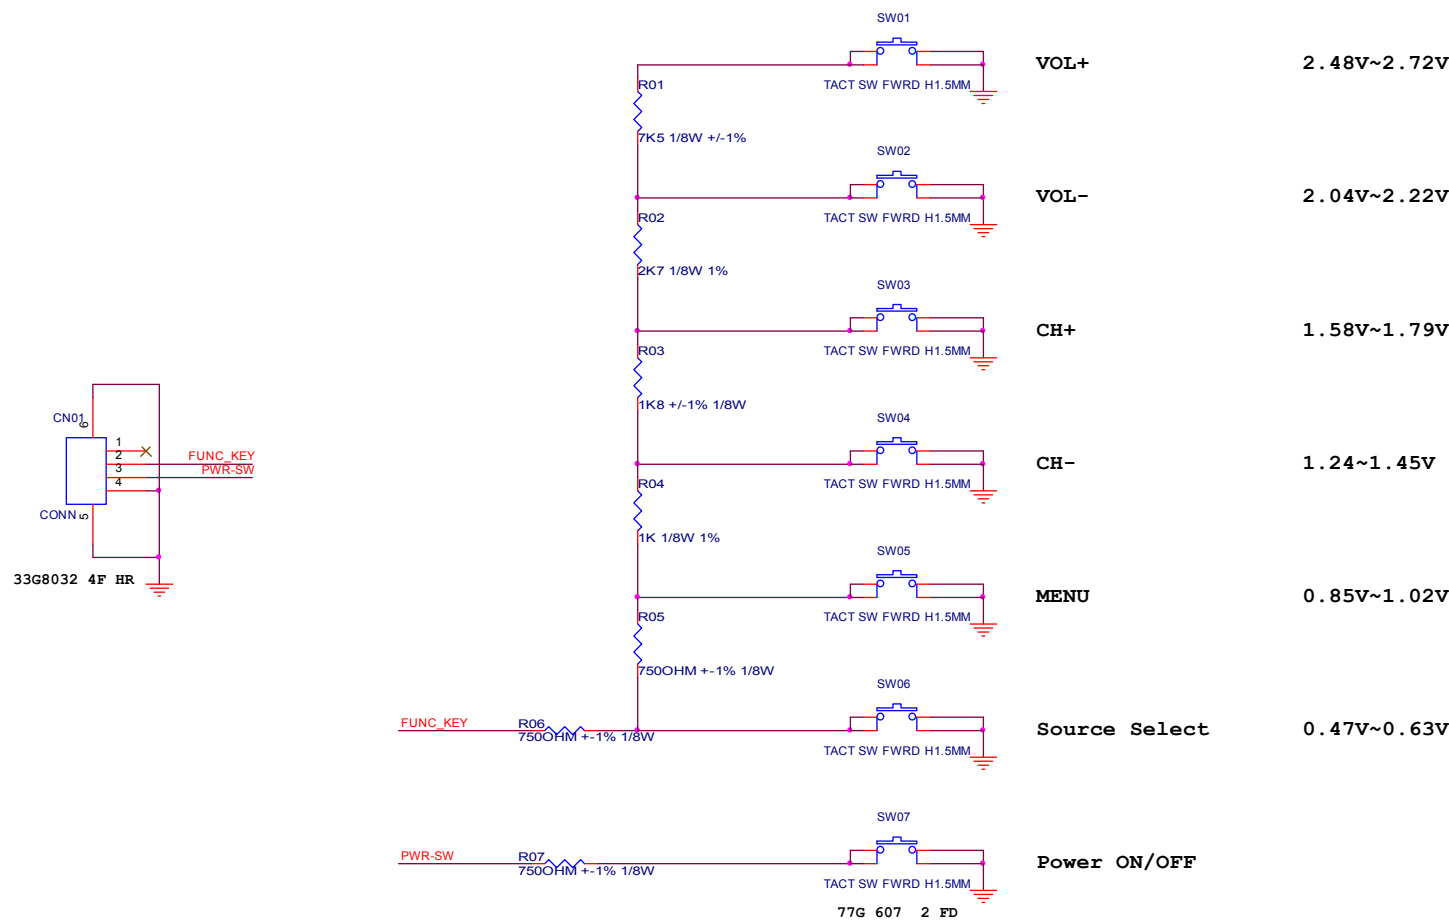 SW01
VOL+ 2.48V~2.72V
R01 TACT SW FWRD H1.5MM
7K5 1/8W +/-1%
SW02
VOL- 2.04V~2.22V
R02 TACT SW FWRD H1.5MM
2K7 1/8W 1%
SW03
CH+ 1.58V~1.79V
R03 TACT SW FWRD H1.5MM
1K8 +/-1% 1/8W
CN01
6
1
2
3
4
5
FUNC_KEY
PWR-SW
CONN
33G8032 4F HR
SW04
CH- 1.24~1.45V
R04 TACT SW FWRD H1.5MM
1K 1/8W 1%
SW05
MENU 0.85V~1.02V
R05 TACT SW FWRD H1.5MM
750OHM +-1% 1/8W
SW06
FUNC_KEY R06 Source Select 0.47V~0.63V
750OHM +-1% 1/8W
TACT SW FWRD H1.5MM
SW07
PWR-SW R07 Power ON/OFF
750OHM +-1% 1/8W
TACT SW FWRD H1.5MM
77G 607 2 FD